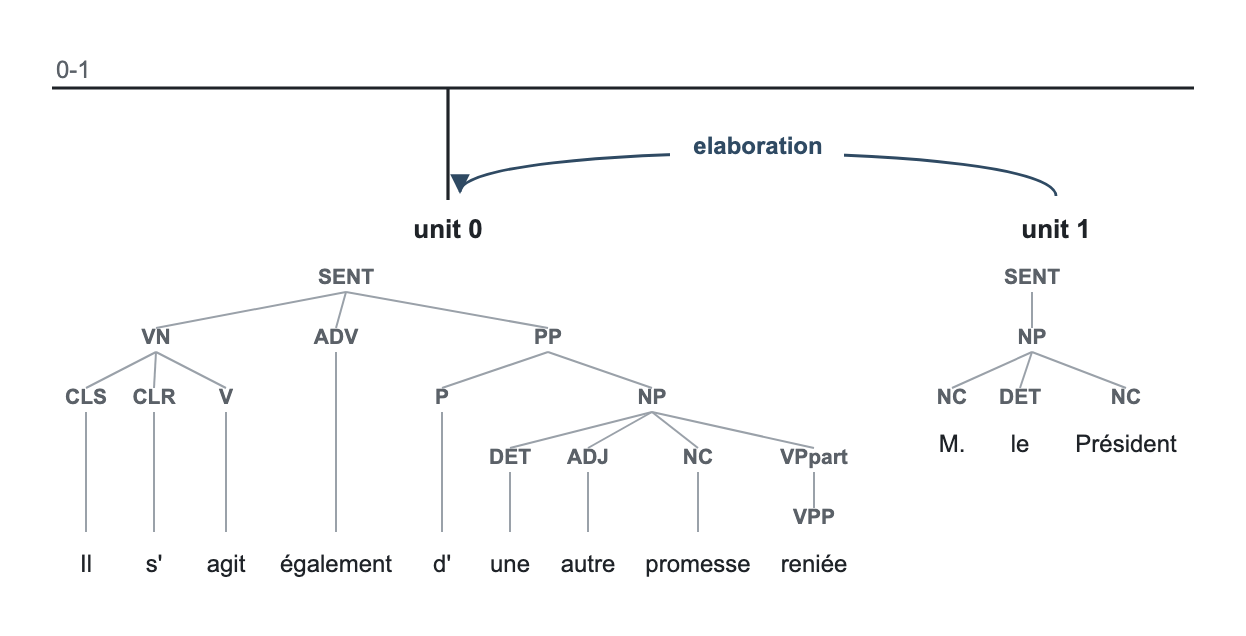 0-1
elaboration
unit 0 unit 1
SENT SENT
VN ADV PP NP
CLS CLR V P NP NC DET NC
M. le Président
DET ADJ NC VPpart
VPP
Il s' agit également d' une autre promesse reniée